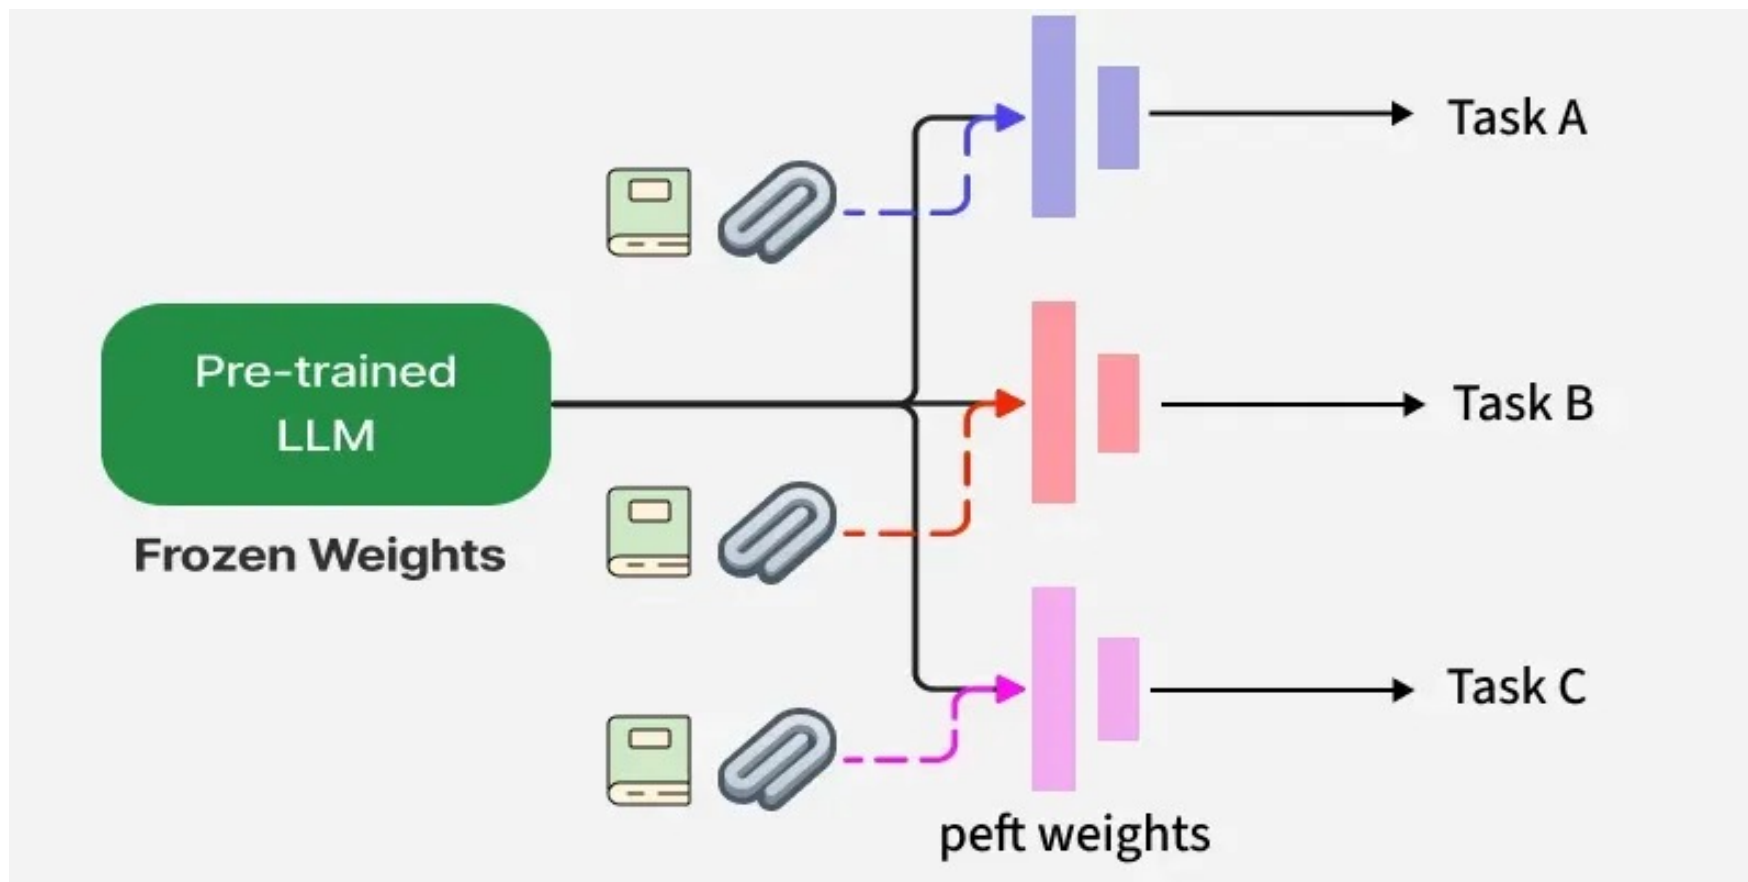 Task A
Pre-trained
LLM
Task B
Frozen Weights
Task C
peft weights